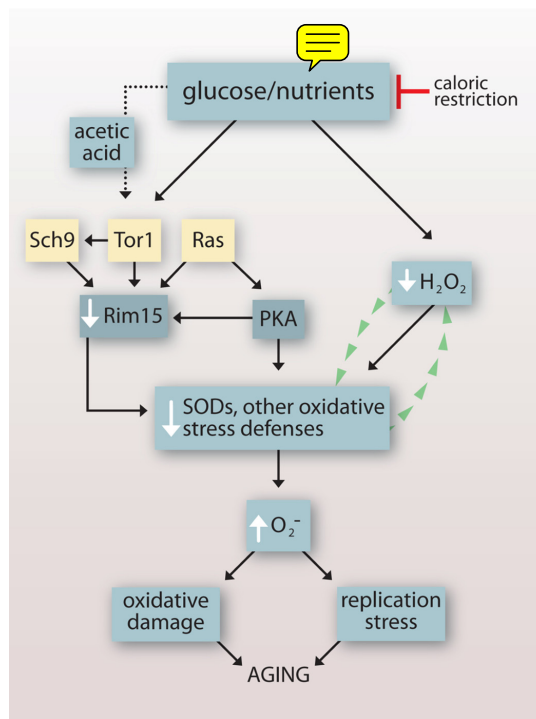 glucose/nutrients
caloric
restriction
acetic
acid
Sch9
Tor1
Ras
H₂O₂
Rim15
PKA
SODs, other oxidative
stress defenses
O₂⁻
oxidative
damage
replication
stress
AGING